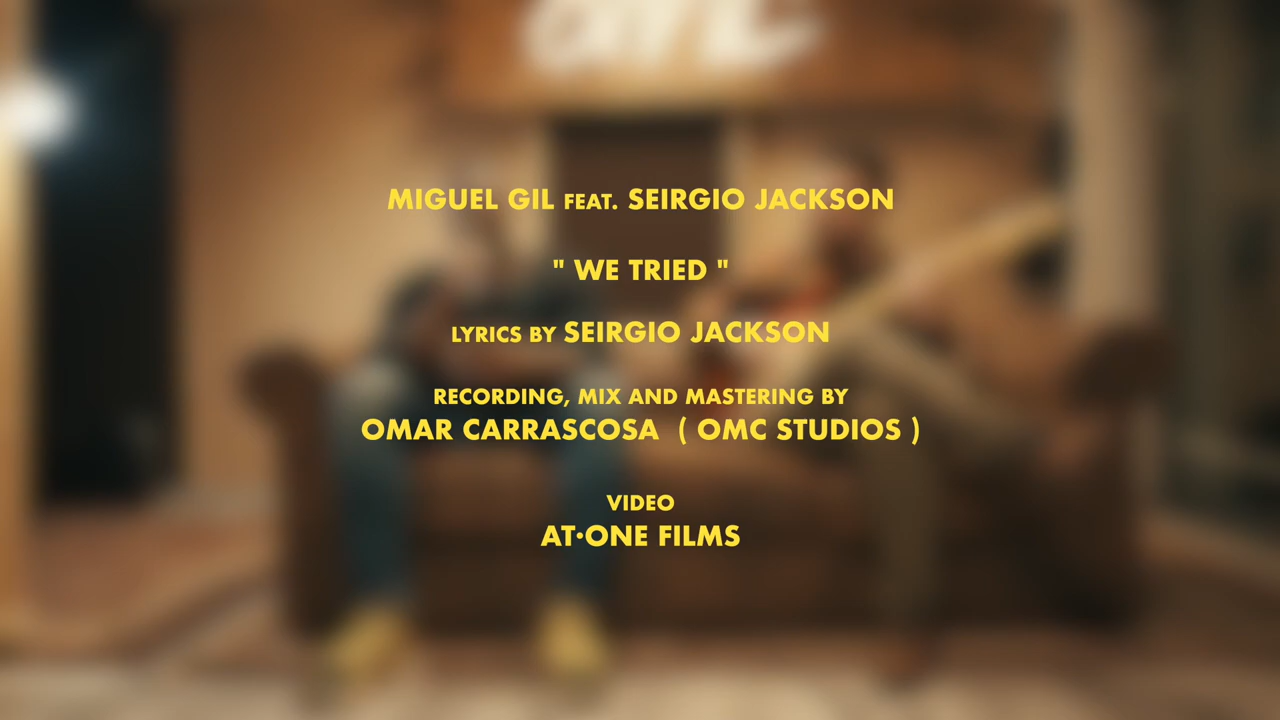 MIGUEL GIL FEAT. SEIRGIO JACKSON
" WE TRIED "
LYRICS BY SEIRGIO JACKSON
RECORDING, MIX AND MASTERING BY
OMAR CARRASCOSA ( OMC STUDIOS )
VIDEO
AT·ONE FILMS